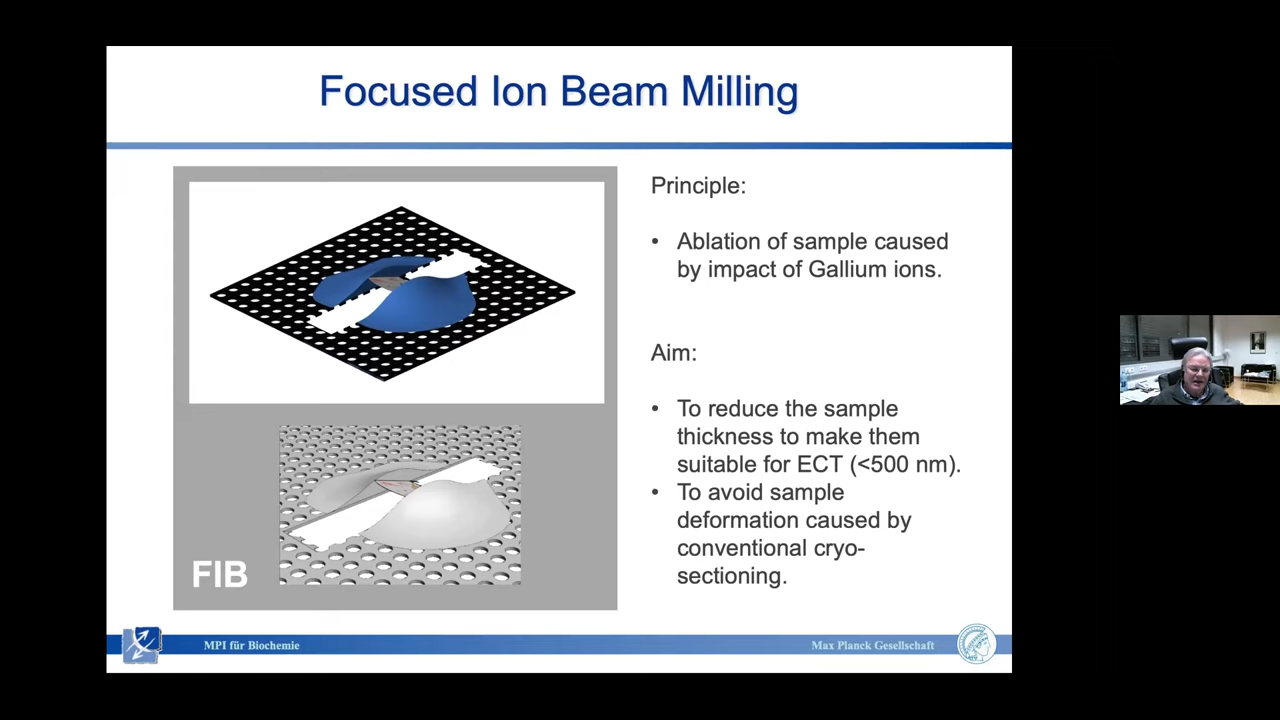 Focused Ion Beam Milling
Principle:
• Ablation of sample caused
by impact of Gallium ions.
Aim:
• To reduce the sample
thickness to make them
suitable for ECT (<500 nm).
• To avoid sample
deformation caused by
conventional cryo-
sectioning.
FIB
MPI für Biochemie
Max Planck Gesellschaft